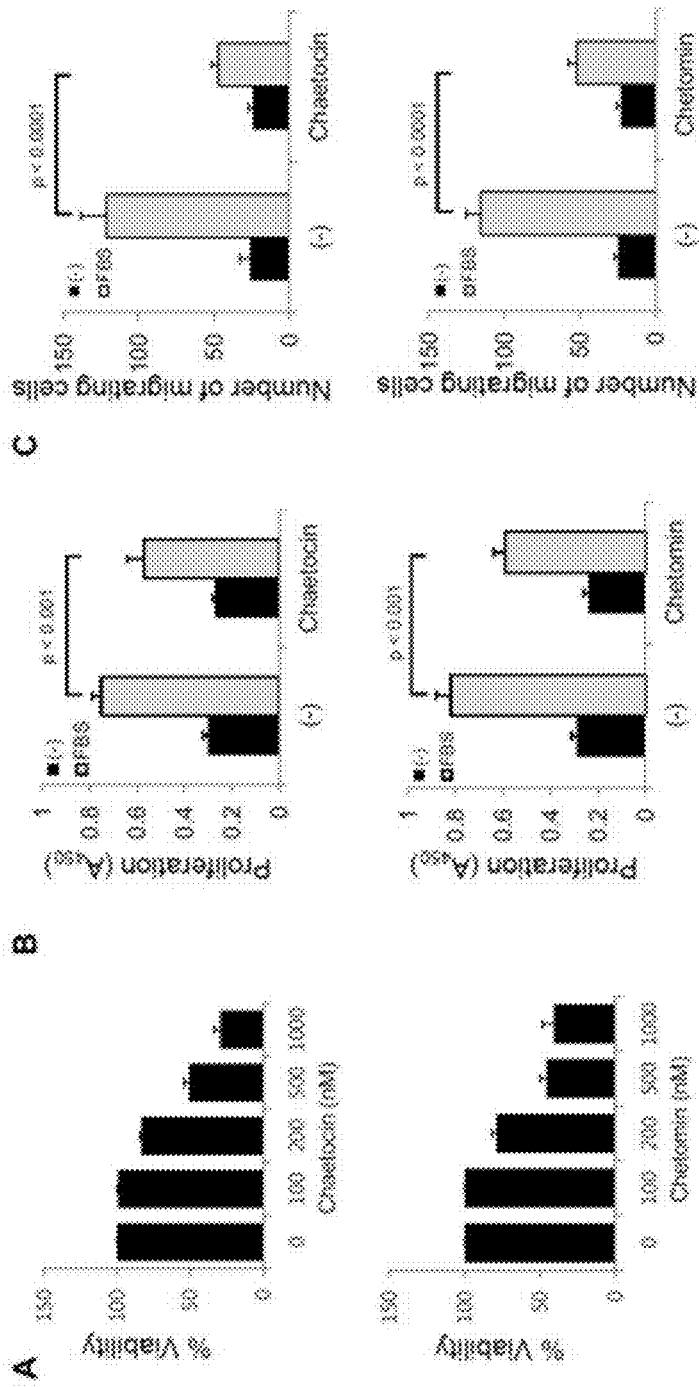 A
% Viability
150
100
50
0
0 100 200 500 1000
Chaetocin (nM)
% Viability
150
100
50
0
0 100 200 500 1000
Chetomin (nM)
B
Proliferation (A450)
1
0.8
0.6
0.4
0.2
0
(-)
FBS
p < 0.001
(-) Chaetocin
Proliferation (A450)
1
0.8
0.6
0.4
0.2
0
(-)
FBS
p < 0.001
(-) Chetomin
C
Number of migrating cells
150
100
50
0
(-)
FBS
p < 0.0001
(-) Chaetocin
Number of migrating cells
150
100
50
0
(-)
FBS
p < 0.0001
(-) Chetomin